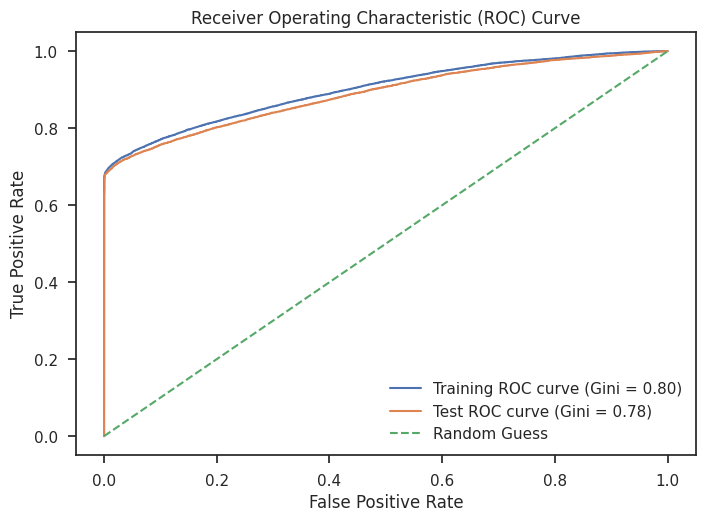 Receiver Operating Characteristic (ROC) Curve
True Positive Rate
1.0
0.8
0.6
0.4
0.2
0.0
Training ROC curve (Gini = 0.80)
Test ROC curve (Gini = 0.78)
Random Guess
0.0 0.2 0.4 0.6 0.8 1.0
False Positive Rate